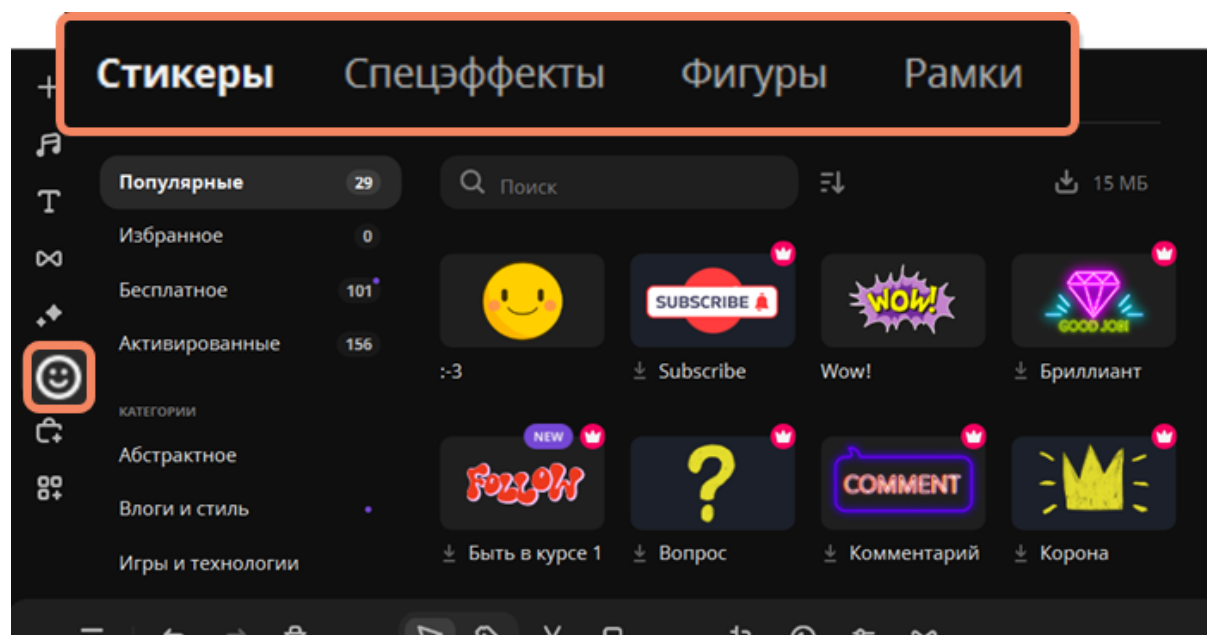 Стикеры Спецэффекты Фигуры Рамки
Популярные 29
Поиск
15 МБ
Избранное 0
Бесплатное 101
Активированные 156
КАТЕГОРИИ
Абстрактное
Влоги и стиль
Игры и технологии
SUBSCRIBE
WOW!
GOOD JOB!
:-3
Subscribe
Wow!
Бриллиант
NEW
FOLLOW
?
COMMENT
Быть в курсе 1
Вопрос
Комментарий
Корона